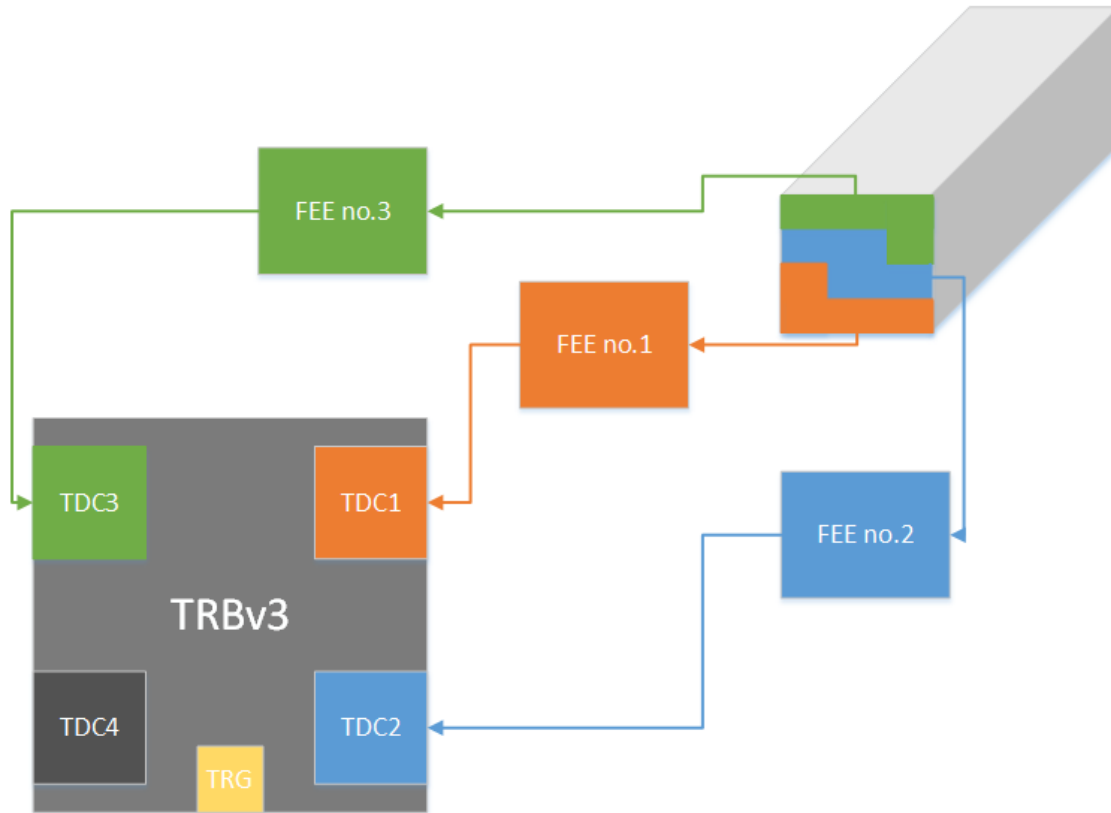 FEE no.3
FEE no.1
TDC3
TDC1
FEE no.2
TRBv3
TDC4
TDC2
TRG